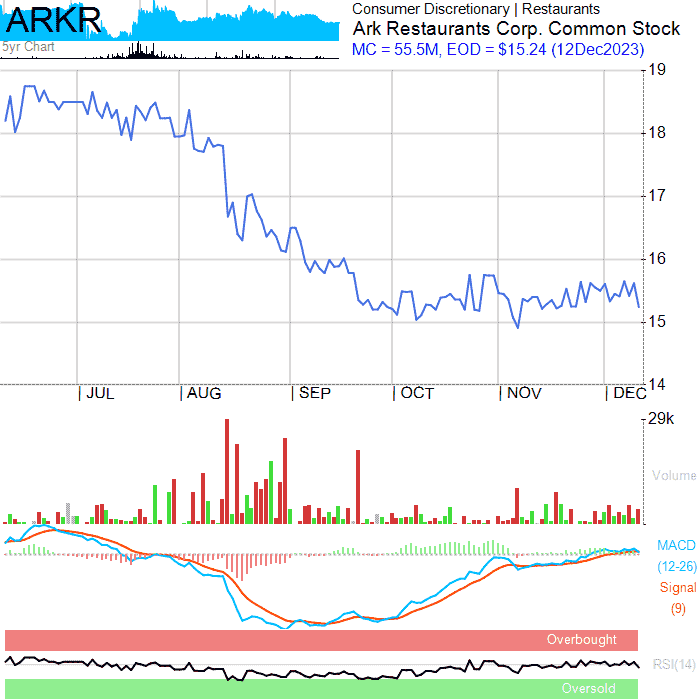 ARKR
5yr Chart
Consumer Discretionary | Restaurants
Ark Restaurants Corp. Common Stock
MC = 55.5M, EOD = $15.24 (12Dec2023)
19
18
17
16
15
14
JUL AUG SEP OCT NOV DEC
29k
Volume
MACD
(12-26)
Signal
(9)
Overbought
RSI(14)
Oversold